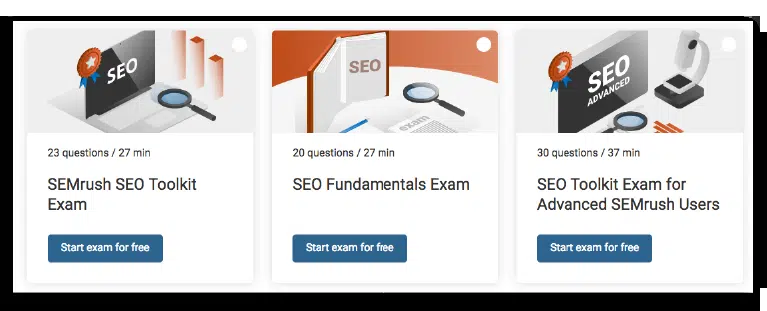 SEO
23 questions / 27 min
SEMrush SEO Toolkit
Exam
Start exam for free
SEO
exam
20 questions / 27 min
SEO Fundamentals Exam
Start exam for free
SEO
ADVANCED
30 questions / 37 min
SEO Toolkit Exam for
Advanced SEMrush Users
Start exam for free